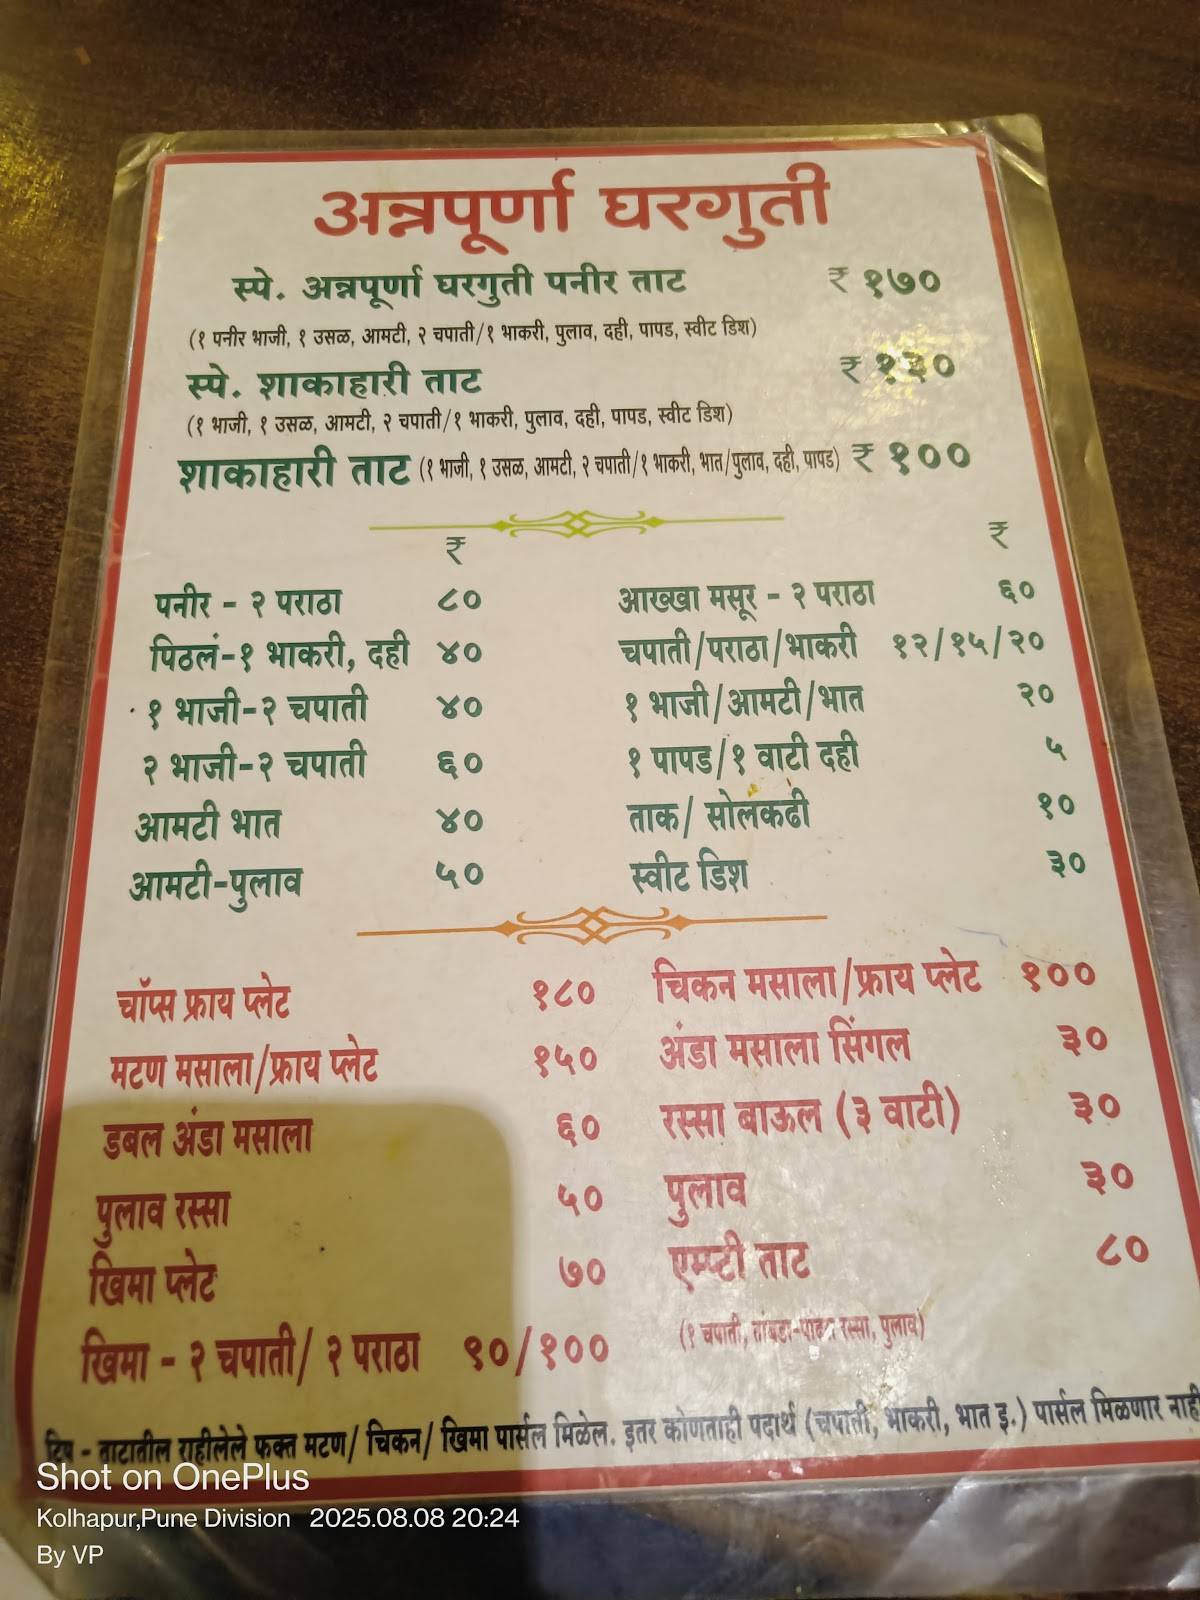 अन्नपूर्णा घरगुती
स्पे. अन्नपूर्णा घरगुती पनीर ताट ₹ १७०
(१ पनीर भाजी, १ उसळ, आमटी, २ चपाती/१ भाकरी, पुलाव, दही, पापड, स्वीट डिश)
स्पे. शाकाहारी ताट ₹ १३०
(१ भाजी, १ उसळ, आमटी, २ चपाती/१ भाकरी, पुलाव, दही, पापड, स्वीट डिश)
शाकाहारी ताट (१ भाजी, १ उसळ, आमटी, २ चपाती/१ भाकरी, भात/पुलाव, दही, पापड) ₹ १००
₹ ₹
पनीर - २ पराठा ८० आख्खा मसूर - २ पराठा ६०
पिठलं-१ भाकरी, दही ४० चपाती/पराठा/भाकरी १२/१५/२०
१ भाजी-२ चपाती ४० १ भाजी/आमटी/भात २०
२ भाजी-२ चपाती ६० १ पापड/१ वाटी दही ५
आमटी भात ४० ताक/ सोलकढी १०
आमटी-पुलाव ५० स्वीट डिश ३०
चॉप्स फ्राय प्लेट १८० चिकन मसाला/फ्राय प्लेट १००
मटण मसाला/फ्राय प्लेट १५० अंडा मसाला सिंगल ३०
डबल अंडा मसाला ६० रस्सा बाऊल (३ वाटी) ३०
पुलाव रस्सा ५० पुलाव ३०
खिमा प्लेट ७० एम्प्टी ताट ८०
(१ चपाती, तांबडा-पांढरा रस्सा, पुलाव)
खिमा - २ चपाती/ २ पराठा ९०/१००
टिप - ताटातील राहीलेले फक्त मटण/ चिकन/ खिमा पार्सल मिळेल. इतर कोणताही पदार्थ (चपाती, भाकरी, भात इ.) पार्सल मिळणार नाही
Shot on OnePlus
Kolhapur,Pune Division 2025.08.08 20:24
By VP